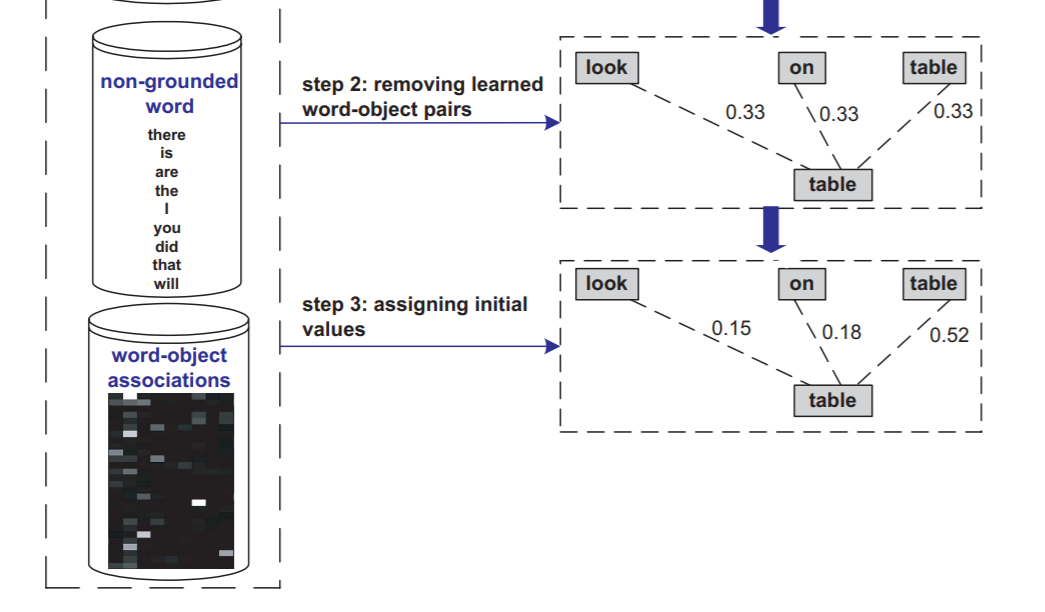 non-grounded
word
there
is
are
the
I
you
did
that
will
word-object
associations
step 2: removing learned
word-object pairs
look
on
table
0.33
0.33
0.33
table
step 3: assigning initial
values
look
on
table
0.15
0.18
0.52
table